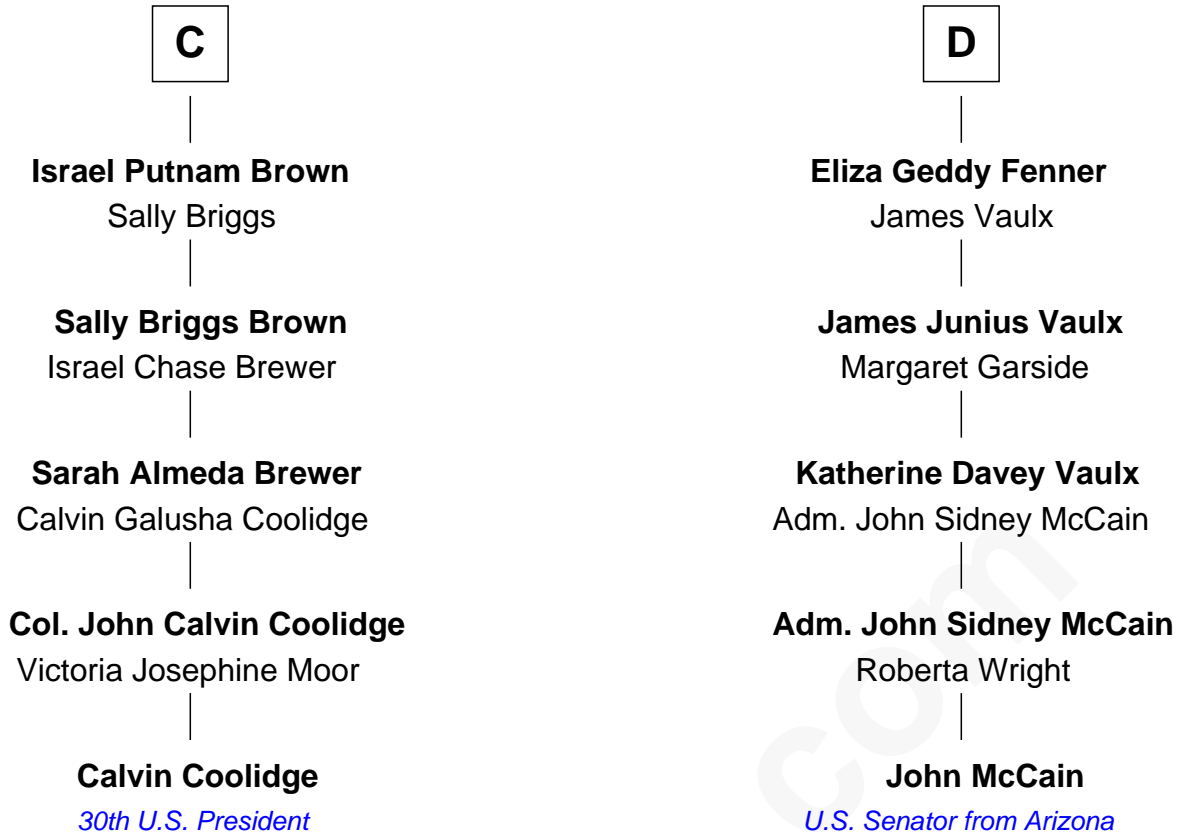 C
Israel Putnam Brown
Sally Briggs
Sally Briggs Brown
Israel Chase Brewer
Sarah Almeda Brewer
Calvin Galusha Coolidge
Col. John Calvin Coolidge
Victoria Josephine Moor
Calvin Coolidge
30th U.S. President
D
Eliza Geddy Fenner
James Vaulx
James Junius Vaulx
Margaret Garside
Katherine Davey Vaulx
Adm. John Sidney McCain
Adm. John Sidney McCain
Roberta Wright
John McCain
U.S. Senator from Arizona
com